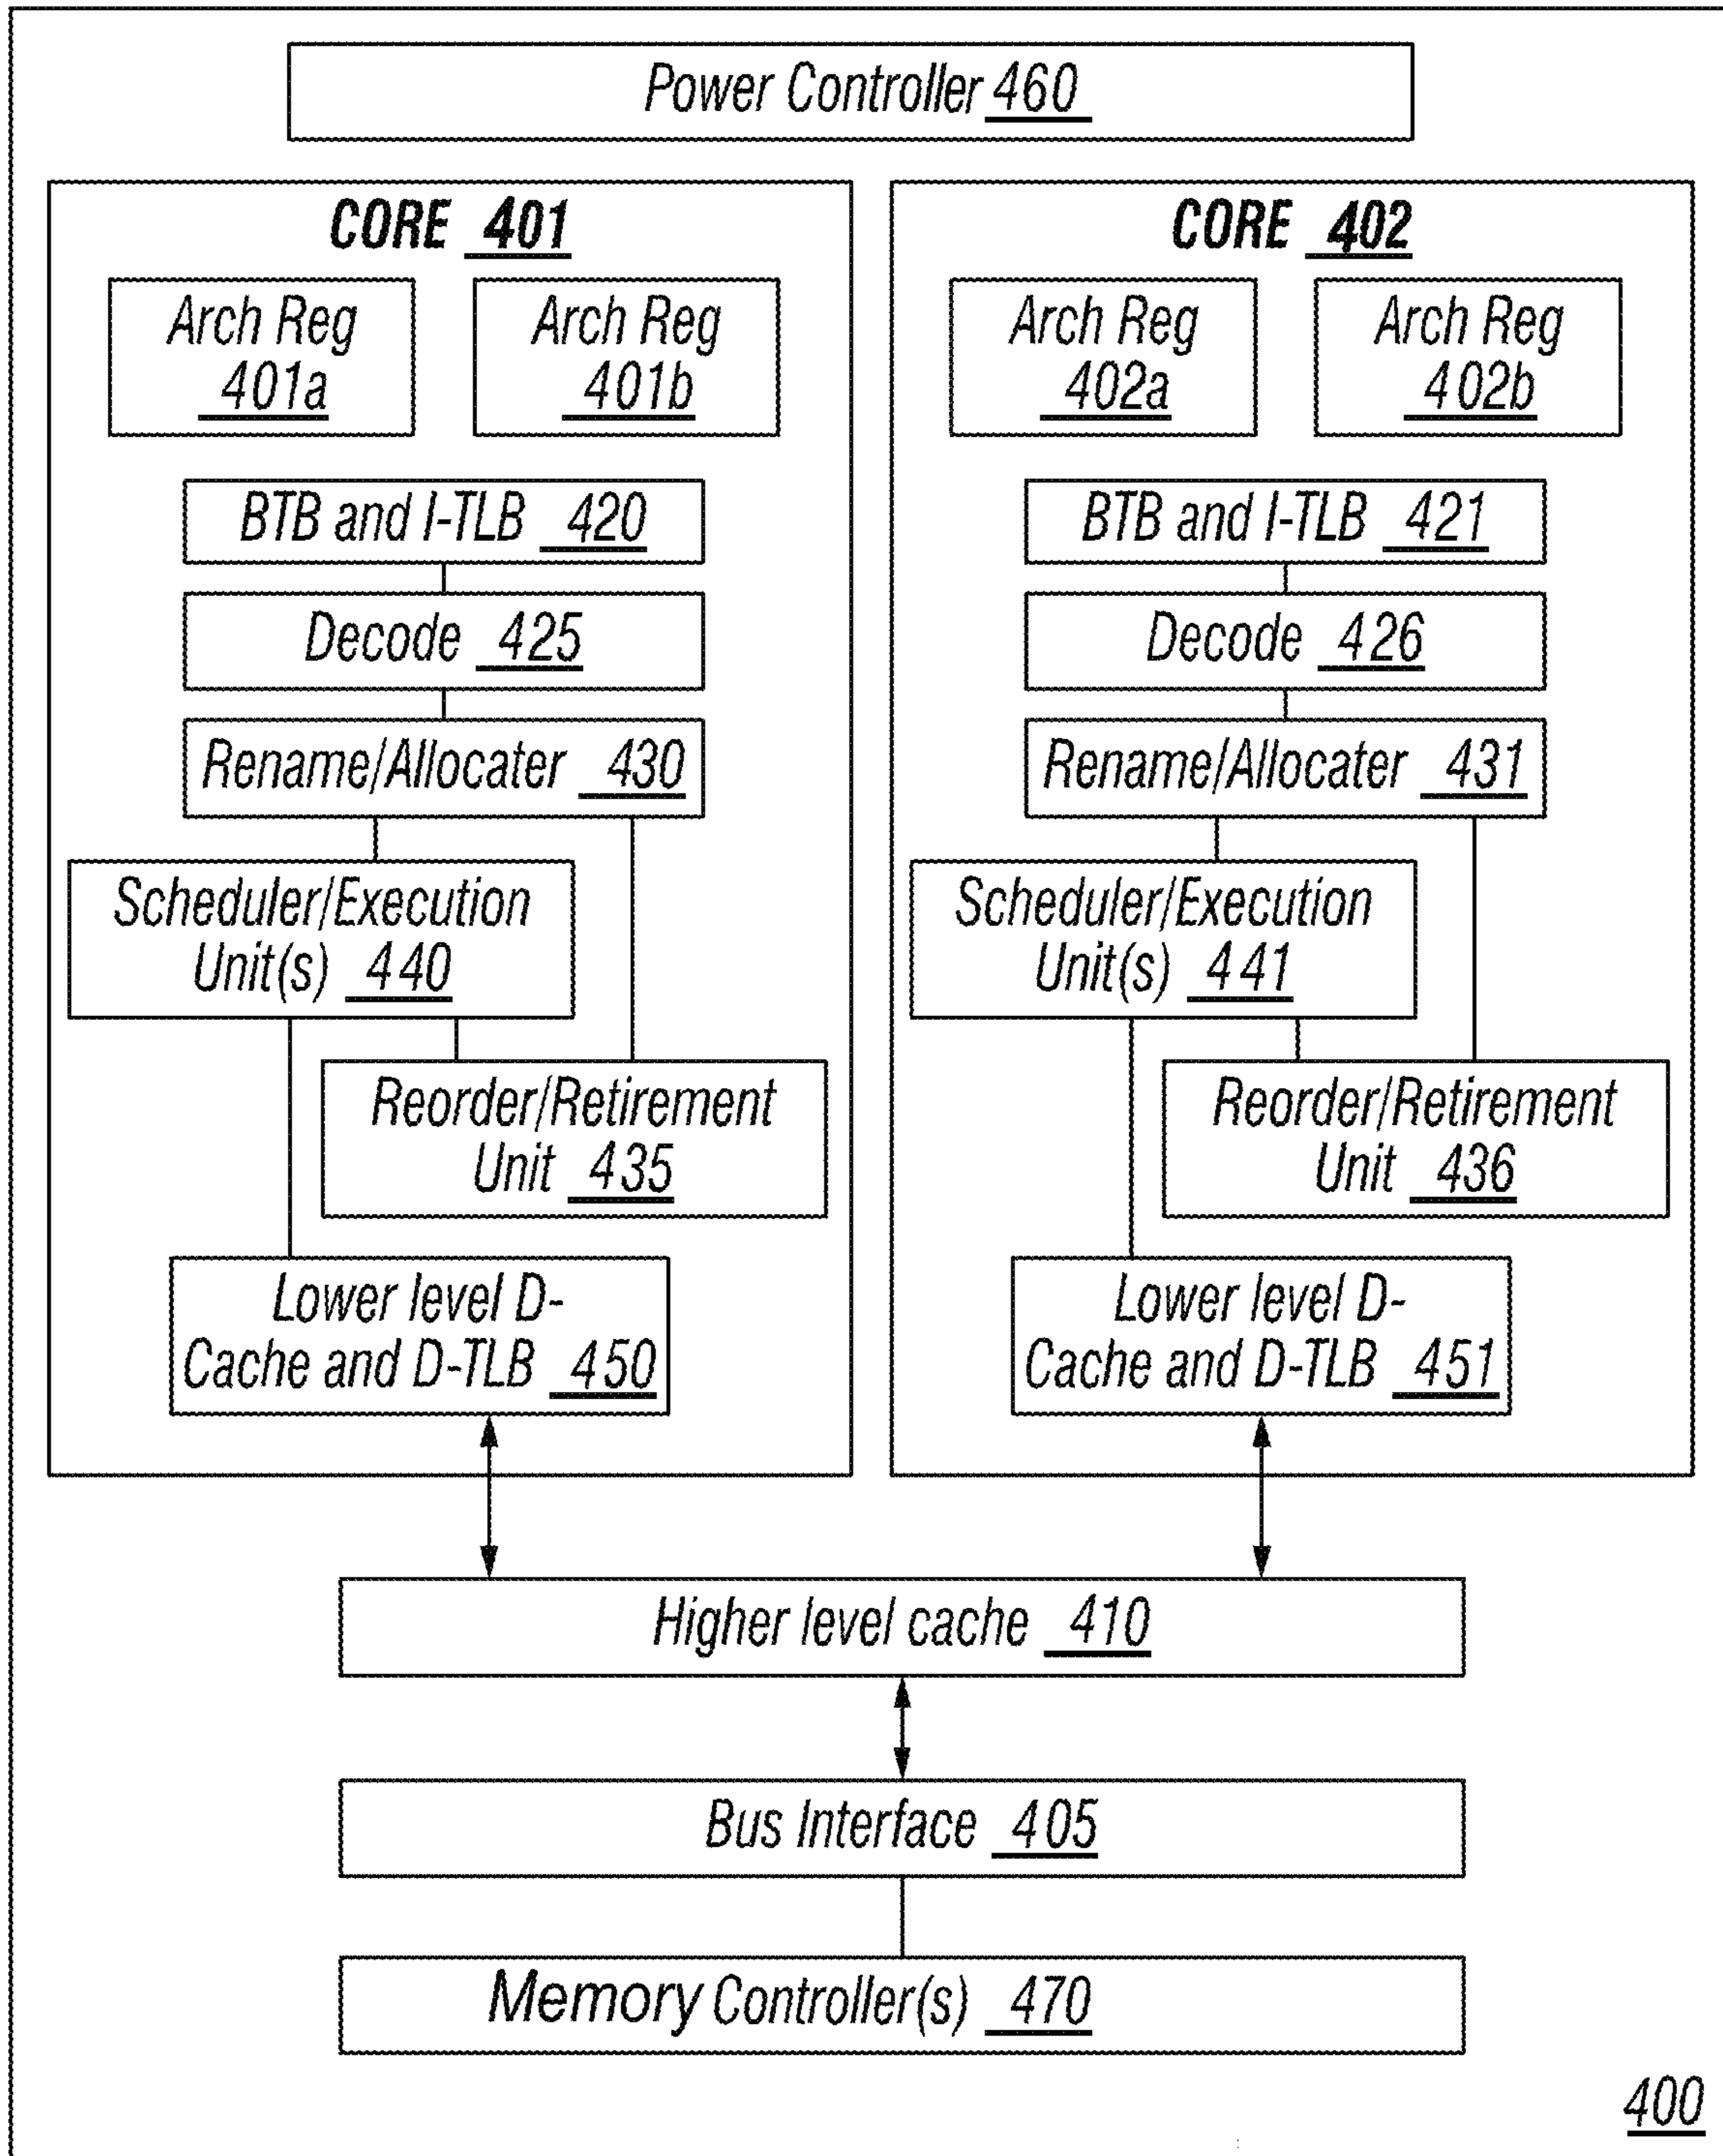 Power Controller 460
CORE 401
Arch Reg
401a
Arch Reg
401b
BTB and I-TLB 420
Decode 425
Rename/Allocater 430
Scheduler/Execution
Unit(s) 440
Reorder/Retirement
Unit 435
Lower level D-
Cache and D-TLB 450
CORE 402
Arch Reg
402a
Arch Reg
402b
BTB and I-TLB 421
Decode 426
Rename/Allocater 431
Scheduler/Execution
Unit(s) 441
Reorder/Retirement
Unit 436
Lower level D-
Cache and D-TLB 451
Higher level cache 410
Bus Interface 405
Memory Controller(s) 470
400